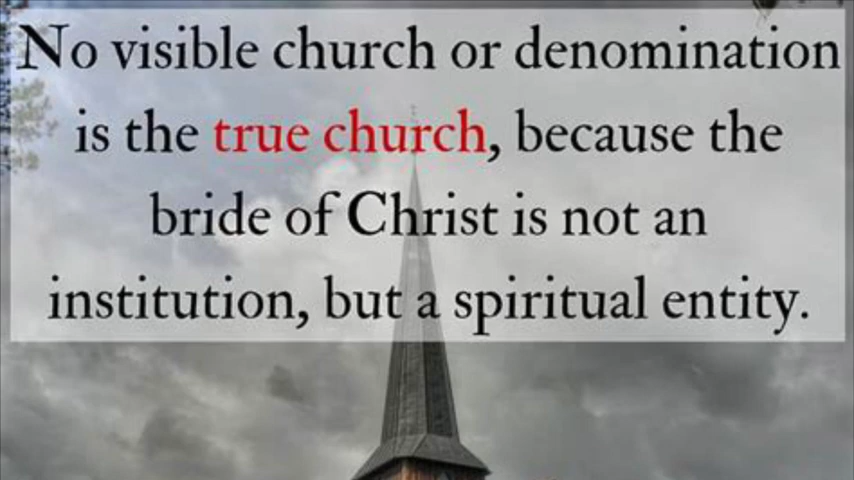 No visible church or denomination
is the true church, because the
bride of Christ is not an
institution, but a spiritual entity.